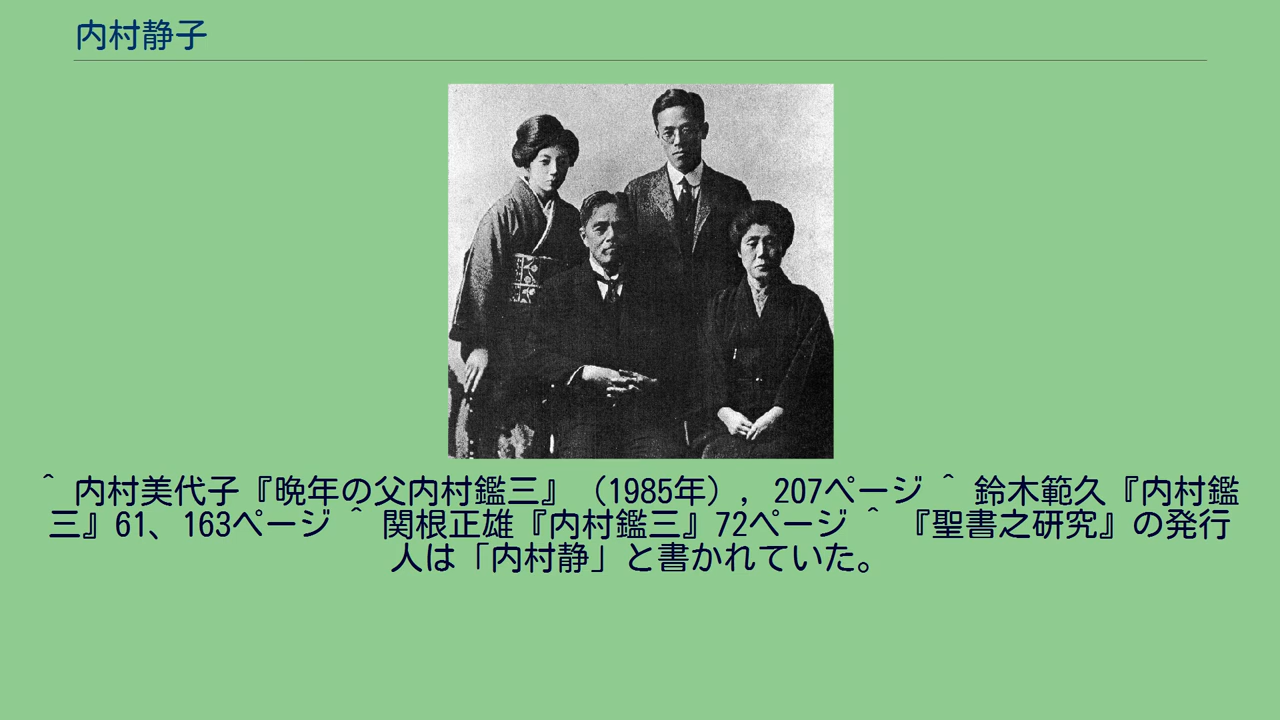 内村静子
^ 内村美代子『晩年の父内村鑑三』（1985年），207ページ ^ 鈴木範久『内村鑑
三』61、163ページ ^ 関根正雄『内村鑑三』72ページ ^ 『聖書之研究』の発行
人は「内村静」と書かれていた。